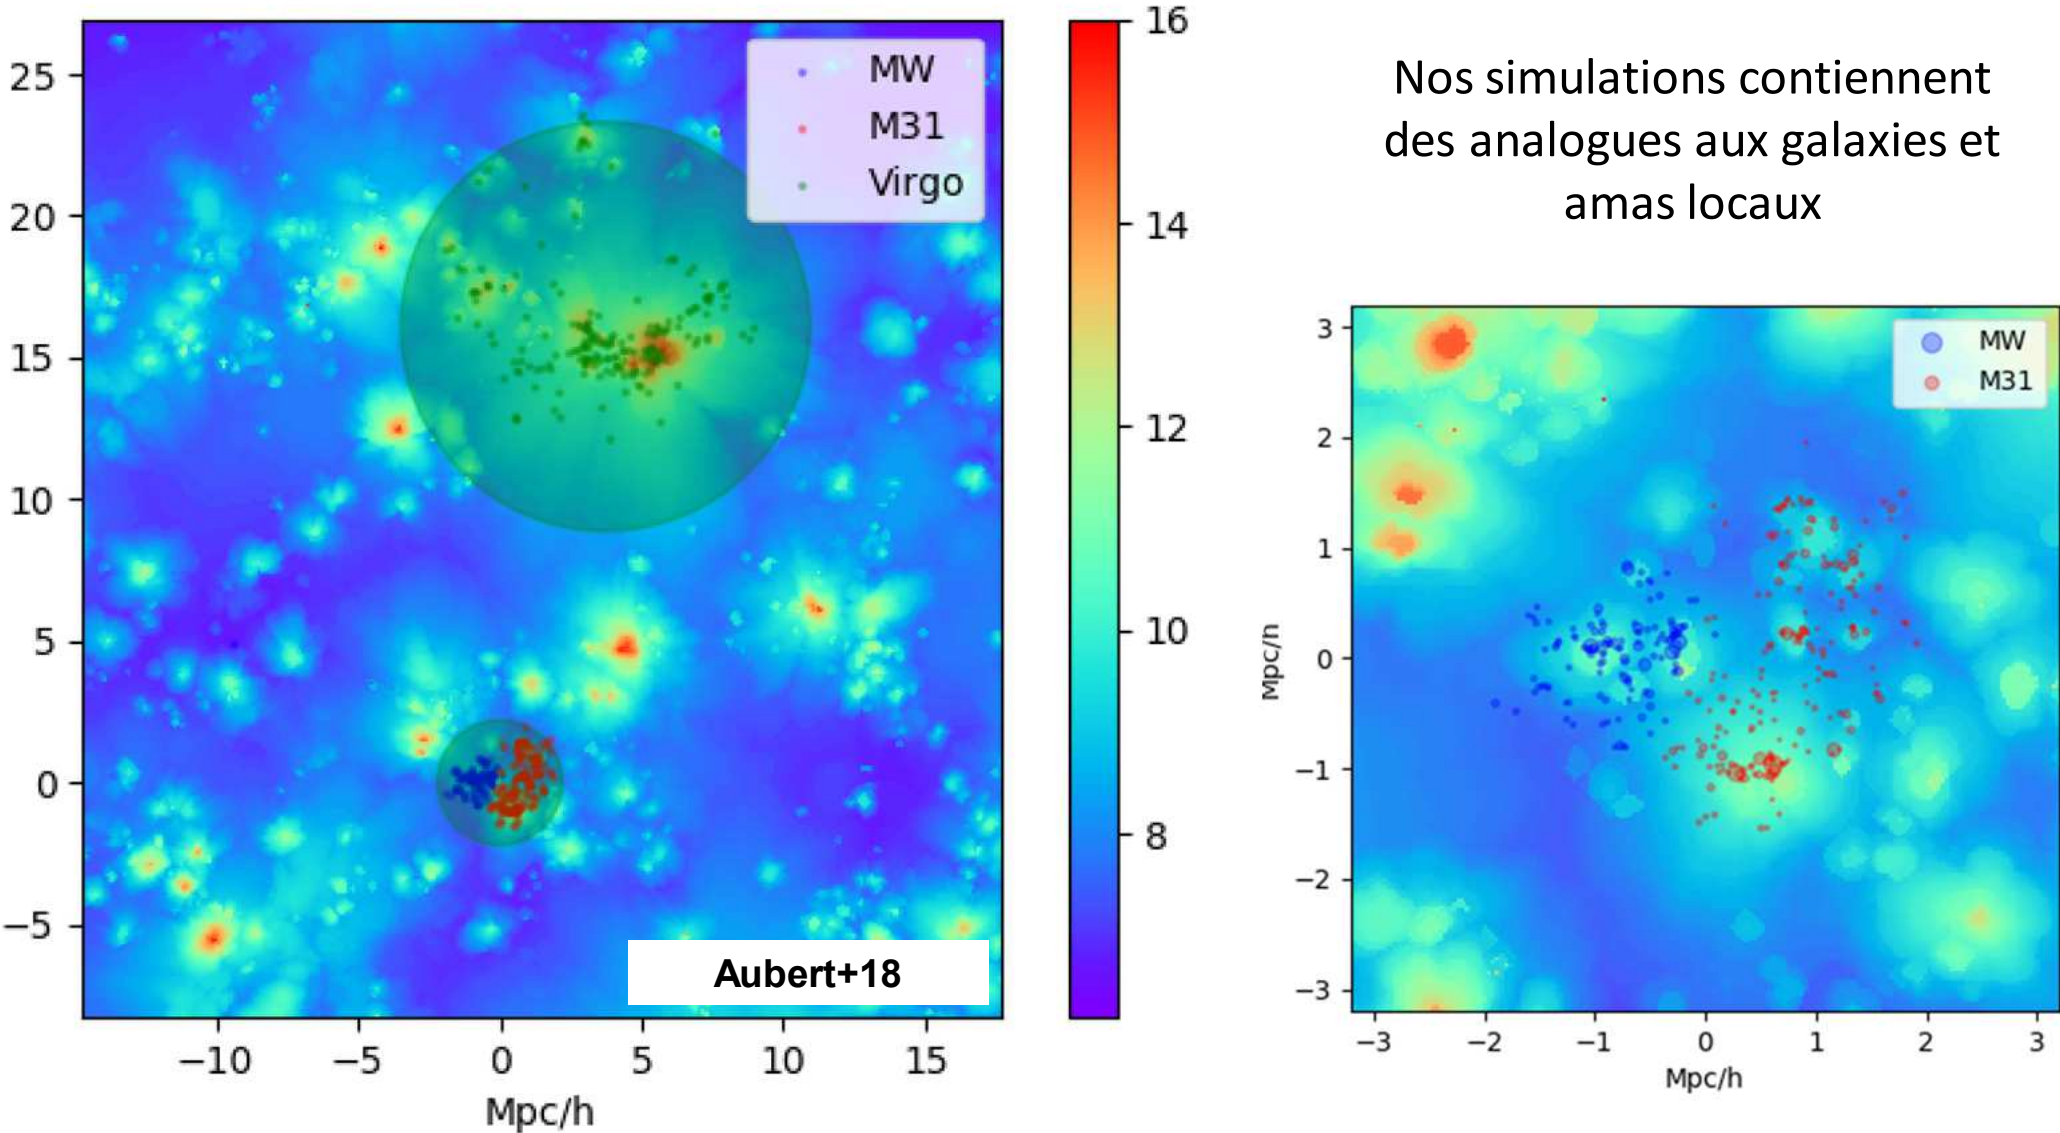 25
20
15
10
5
0
−5
−10
−5
0
5
10
15
Mpc/h
MW
M31
Virgo
Aubert+18
16
14
12
10
8
Nos simulations contiennent
des analogues aux galaxies et
amas locaux
3
2
1
0
−1
−2
−3
Mpc/h
MW
M31
−3
−2
−1
0
1
2
3
Mpc/h